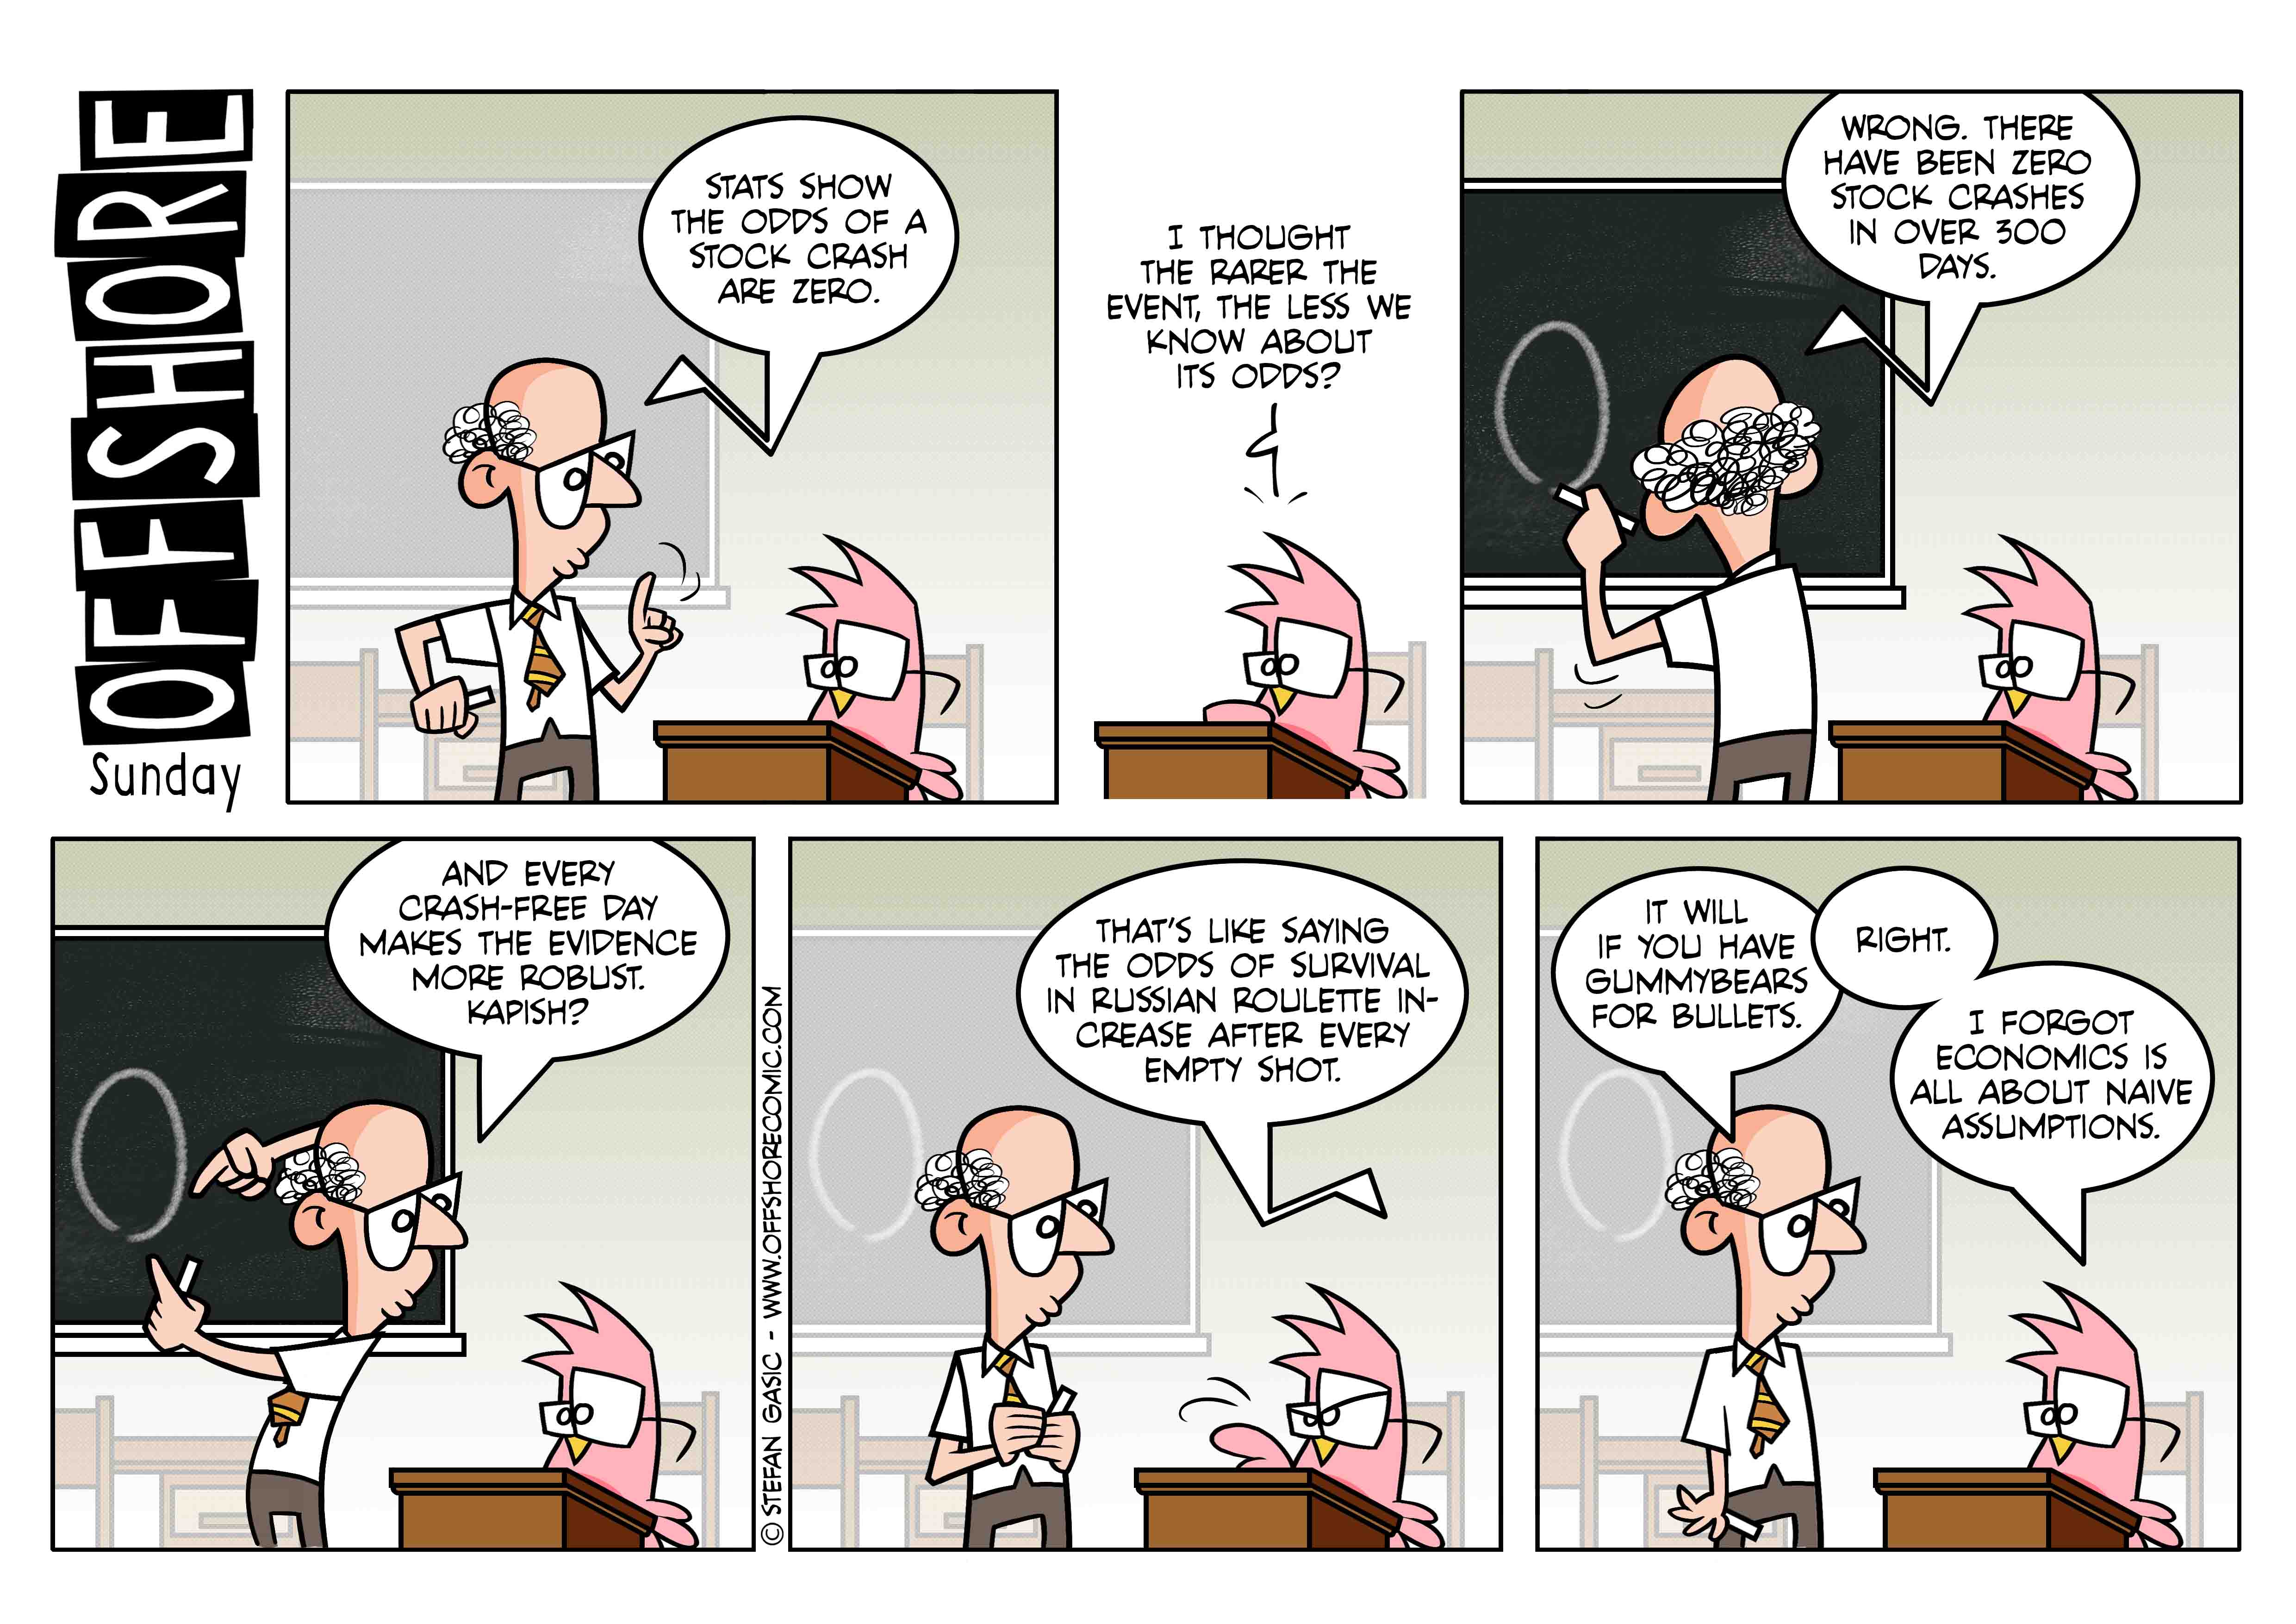 OFFSHORE
Sunday
STATS SHOW
THE ODDS OF A
STOCK CRASH
ARE ZERO.
I THOUGHT
THE RARER THE
EVENT, THE LESS WE
KNOW ABOUT
ITS ODDS?
WRONG. THERE
HAVE BEEN ZERO
STOCK CRASHES
IN OVER 300
DAYS.
0
AND EVERY
CRASH-FREE DAY
MAKES THE EVIDENCE
MORE ROBUST.
KAPISH?
0
© STEFAN GASIC - WWW.OFFSHORECOMIC.COM
THAT'S LIKE SAYING
THE ODDS OF SURVIVAL
IN RUSSIAN ROULETTE IN-
CREASE AFTER EVERY
EMPTY SHOT.
0
IT WILL
IF YOU HAVE
GUMMYBEARS
FOR BULLETS.
RIGHT.
I FORGOT
ECONOMICS IS
ALL ABOUT NAIVE
ASSUMPTIONS.
0